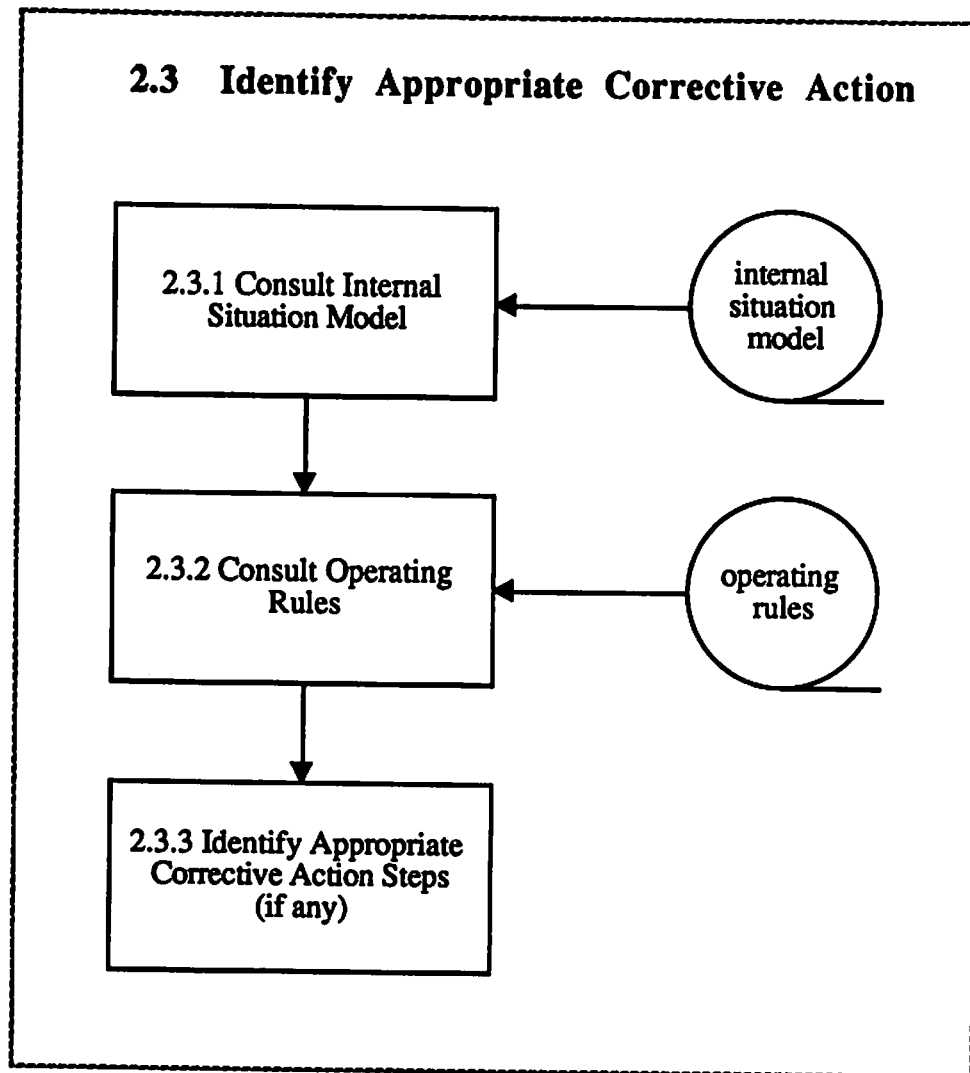 2.3 Identify Appropriate Corrective Action
2.3.1 Consult Internal
Situation Model
internal
situation
model
2.3.2 Consult Operating
Rules
operating
rules
2.3.3 Identify Appropriate
Corrective Action Steps
(if any)